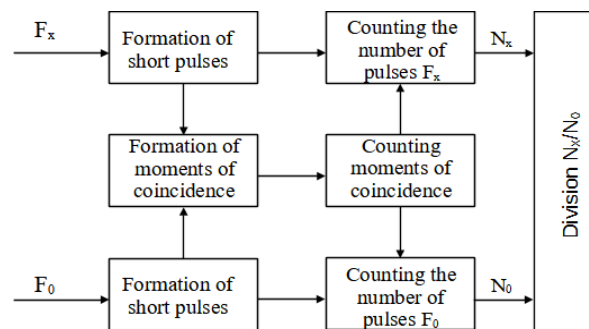 Fₓ
Formation of
short pulses
Counting the
number of
pulses Fₓ
Nₓ
Formation of
moments of
coincidence
Counting
moments of
coincidence
F₀
Formation of
short pulses
Counting the
number of
pulses F₀
N₀
Division Nₓ/N₀